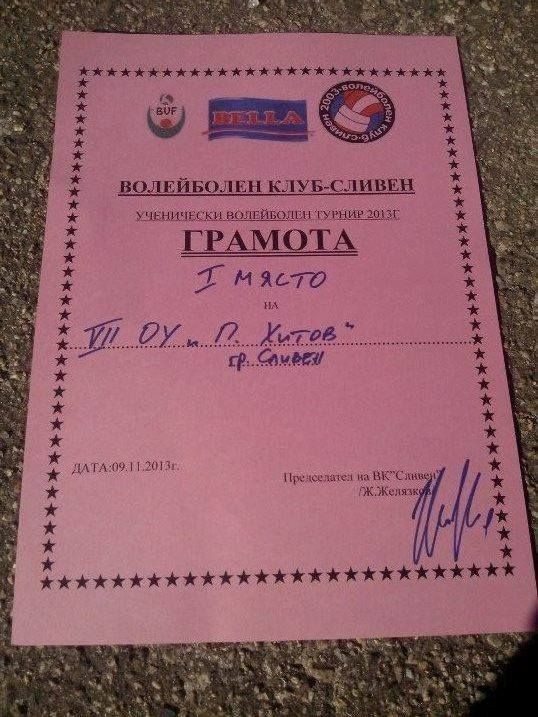 BUF
BELLA
2003-ВОЛЕЙБОЛЕН КЛУБ-СЛИВЕН
ВОЛЕЙБОЛЕН КЛУБ-СЛИВЕН
УЧЕНИЧЕСКИ ВОЛЕЙБОЛЕН ТУРНИР 2013Г
ГРАМОТА
I МЯСТО
НА
VII ОУ „П. Хитов"
гр. Сливен
ДАТА:09.11.2013г.
Председател на ВК"Сливен"
/Ж.Желязков